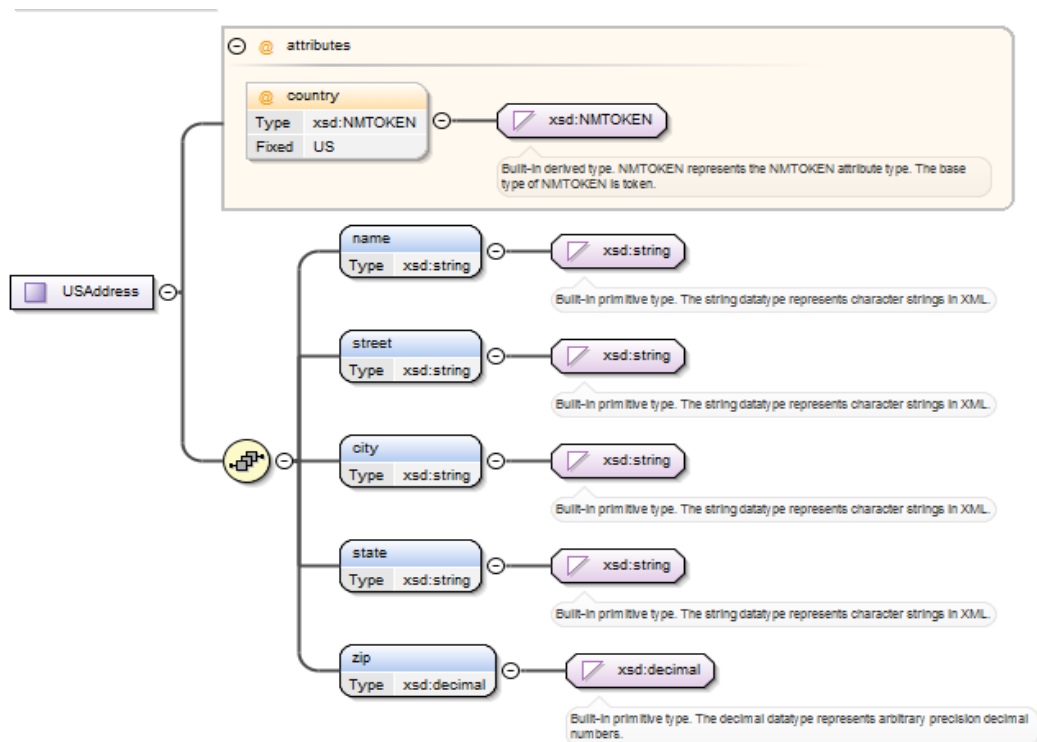 @ attributes
@ country
Type xsd:NMTOKEN
Fixed US
xsd:NMTOKEN
Built-in derived type. NMTOKEN represents the NMTOKEN attribute type. The base
type of NMTOKEN is token.
USAddress
name
Type xsd:string
xsd:string
Built-in primitive type. The string datatype represents character strings in XML.
street
Type xsd:string
xsd:string
Built-in primitive type. The string datatype represents character strings in XML.
city
Type xsd:string
xsd:string
Built-in primitive type. The string datatype represents character strings in XML.
state
Type xsd:string
xsd:string
Built-in primitive type. The string datatype represents character strings in XML.
zip
Type xsd:decimal
xsd:decimal
Built-in primitive type. The decimal datatype represents arbitrary precision decimal
numbers.